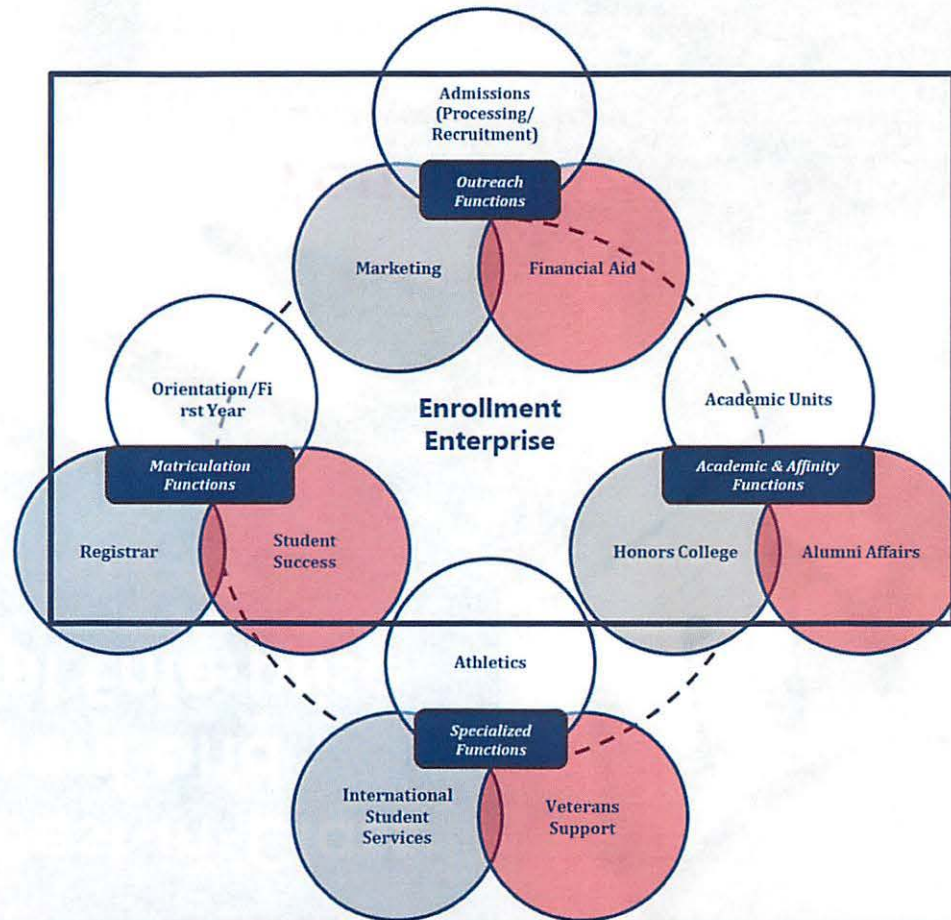 Admissions
(Processing/
Recruitment)
Outreach
Functions
Marketing
Financial Aid
Orientation/Fi
rst Year
Enrollment
Enterprise
Academic Units
Matriculation
Functions
Academic & Affinity
Functions
Registrar
Student
Success
Honors College
Alumni Affairs
Athletics
Specialized
Functions
International
Student
Services
Veterans
Support